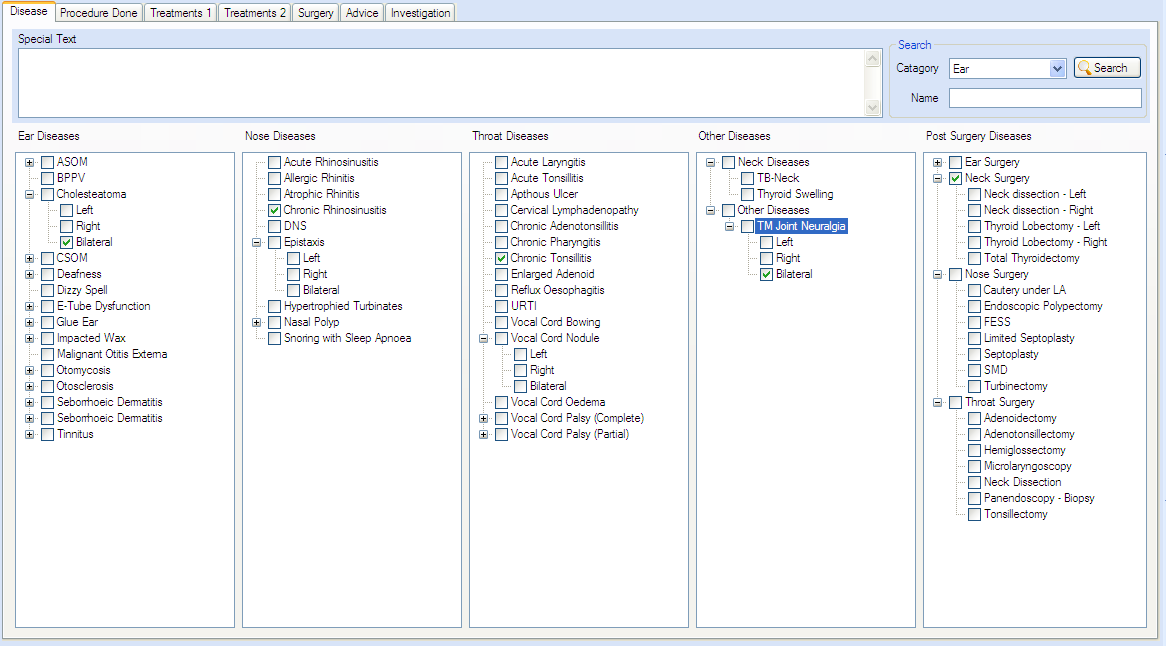 Disease Procedure Done Treatments 1 Treatments 2 Surgery Advice Investigation
Special Text
Search
Catagory Ear Search
Name
Ear Diseases
ASOM
BPPV
Cholesteatoma
Left
Right
Bilateral
CSOM
Deafness
Dizzy Spell
E-Tube Dysfunction
Glue Ear
Impacted Wax
Malignant Otitis Externa
Otomycosis
Otosclerosis
Seborrhoeic Dermatitis
Seborrhoeic Dermatitis
Tinnitus
Nose Diseases
Acute Rhinosinusitis
Allergic Rhinitis
Atrophic Rhinitis
Chronic Rhinosinusitis
DNS
Epistaxis
Left
Right
Bilateral
Hypertrophied Turbinates
Nasal Polyp
Snoring with Sleep Apnoea
Throat Diseases
Acute Laryngitis
Acute Tonsillitis
Apthous Ulcer
Cervical Lymphadenopathy
Chronic Adenotonsillitis
Chronic Pharyngitis
Chronic Tonsillitis
Enlarged Adenoid
Reflux Oesophagitis
URTI
Vocal Cord Bowing
Vocal Cord Nodule
Left
Right
Bilateral
Vocal Cord Oedema
Vocal Cord Palsy (Complete)
Vocal Cord Palsy (Partial)
Other Diseases
Neck Diseases
TB-Neck
Thyroid Swelling
Other Diseases
TM Joint Neuralgia
Left
Right
Bilateral
Post Surgery Diseases
Ear Surgery
Neck Surgery
Neck dissection - Left
Neck dissection - Right
Thyroid Lobectomy - Left
Thyroid Lobectomy - Right
Total Thyroidectomy
Nose Surgery
Cautery under LA
Endoscopic Polypectomy
FESS
Limited Septoplasty
Septoplasty
SMD
Turbinectomy
Throat Surgery
Adenoidectomy
Adenotonsillectomy
Hemiglossectomy
Microlaryngoscopy
Neck Dissection
Panendoscopy - Biopsy
Tonsillectomy